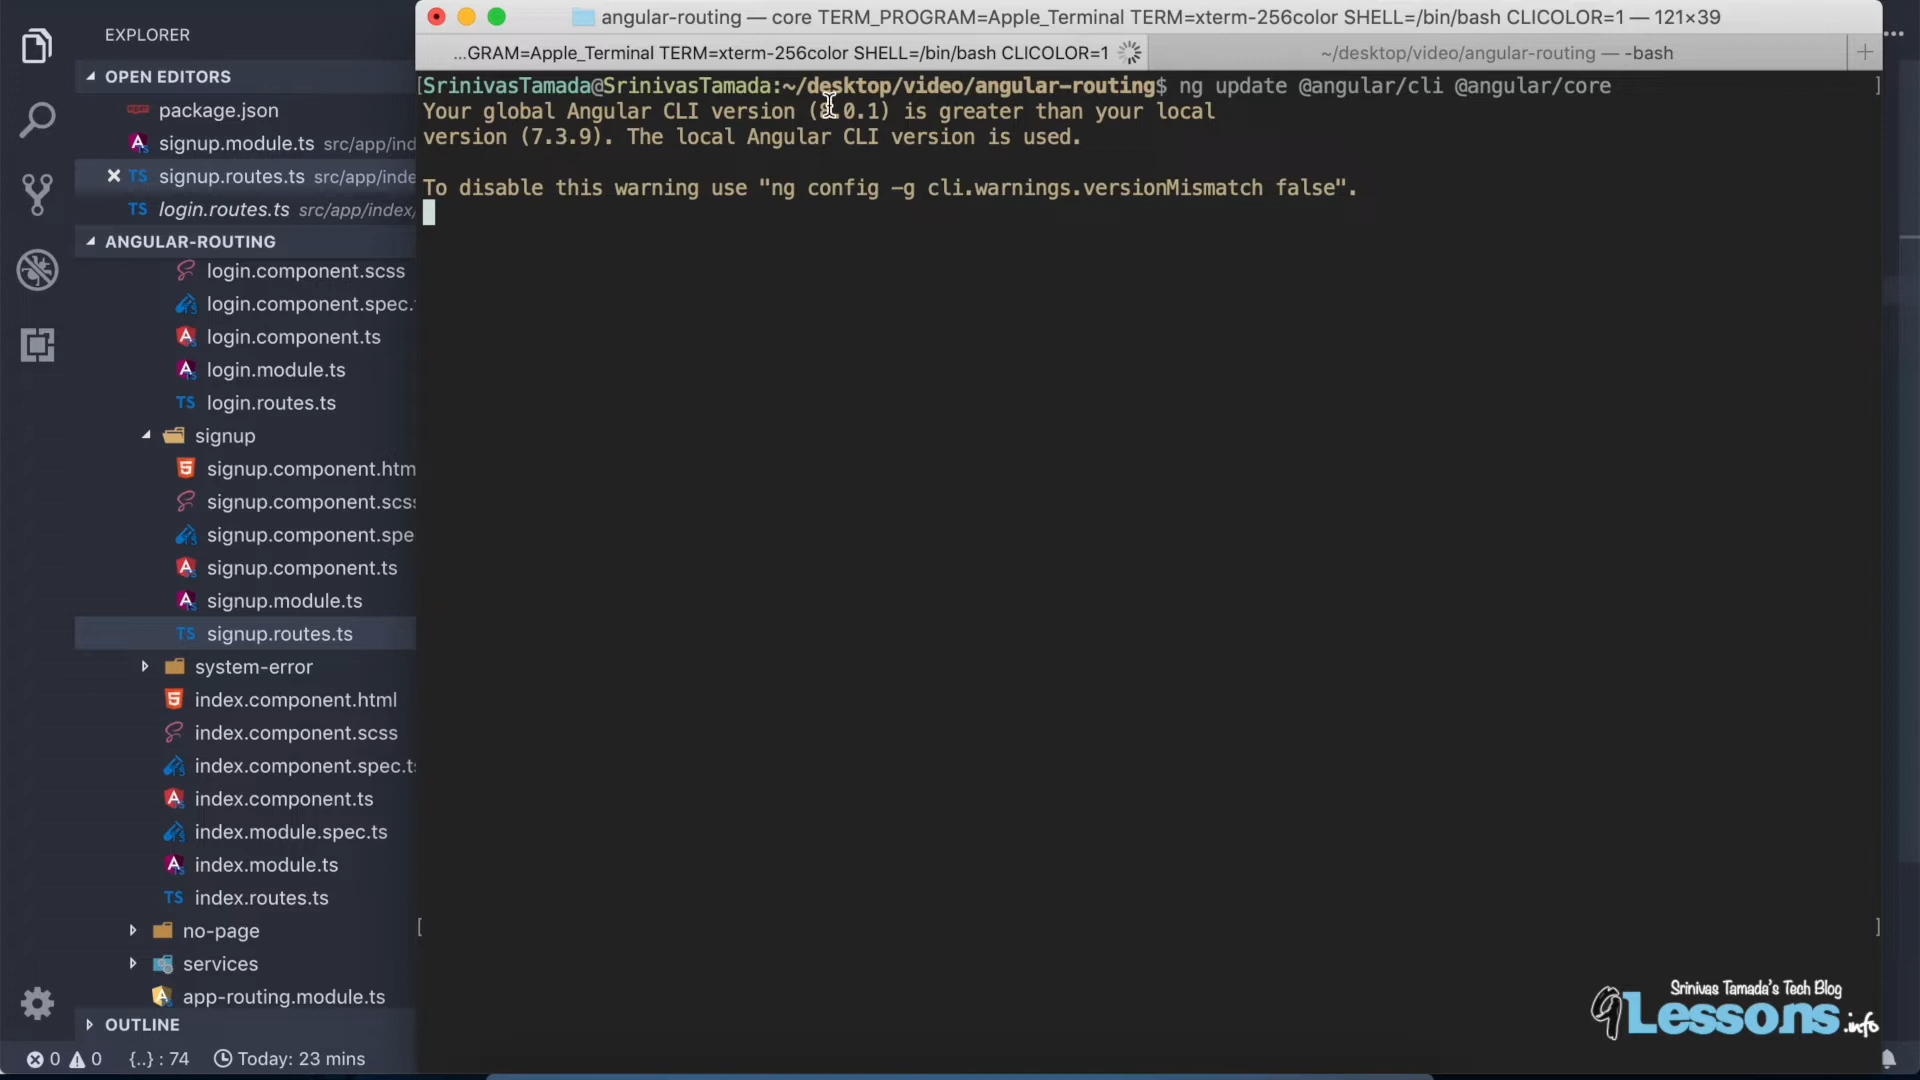 EXPLORER
OPEN EDITORS
package.json
signup.module.ts src/app/ind
signup.routes.ts src/app/inde
login.routes.ts src/app/index/
ANGULAR-ROUTING
login.component.scss
login.component.spec.
login.component.ts
login.module.ts
TS login.routes.ts
signup
signup.component.htm
signup.component.scs
signup.component.spe
signup.component.ts
signup.module.ts
TS signup.routes.ts
system-error
index.component.html
index.component.scss
index.component.spec.t
index.component.ts
index.module.spec.ts
index.module.ts
TS index.routes.ts
no-page
services
app-routing.module.ts
OUTLINE
0 0 {..} : 74 Today: 23 mins
angular-routing — core TERM_PROGRAM=Apple_Terminal TERM=xterm-256color SHELL=/bin/bash CLICOLOR=1 — 121×39
...GRAM=Apple_Terminal TERM=xterm-256color SHELL=/bin/bash CLICOLOR=1
~/desktop/video/angular-routing — -bash
[SrinivasTamada@SrinivasTamada:~/desktop/video/angular-routing$ ng update @angular/cli @angular/core ]
Your global Angular CLI version (8.0.1) is greater than your local
version (7.3.9). The local Angular CLI version is used.
To disable this warning use "ng config -g cli.warnings.versionMismatch false".
[ ]
Srinivas Tamada's Tech Blog
9Lessons.info